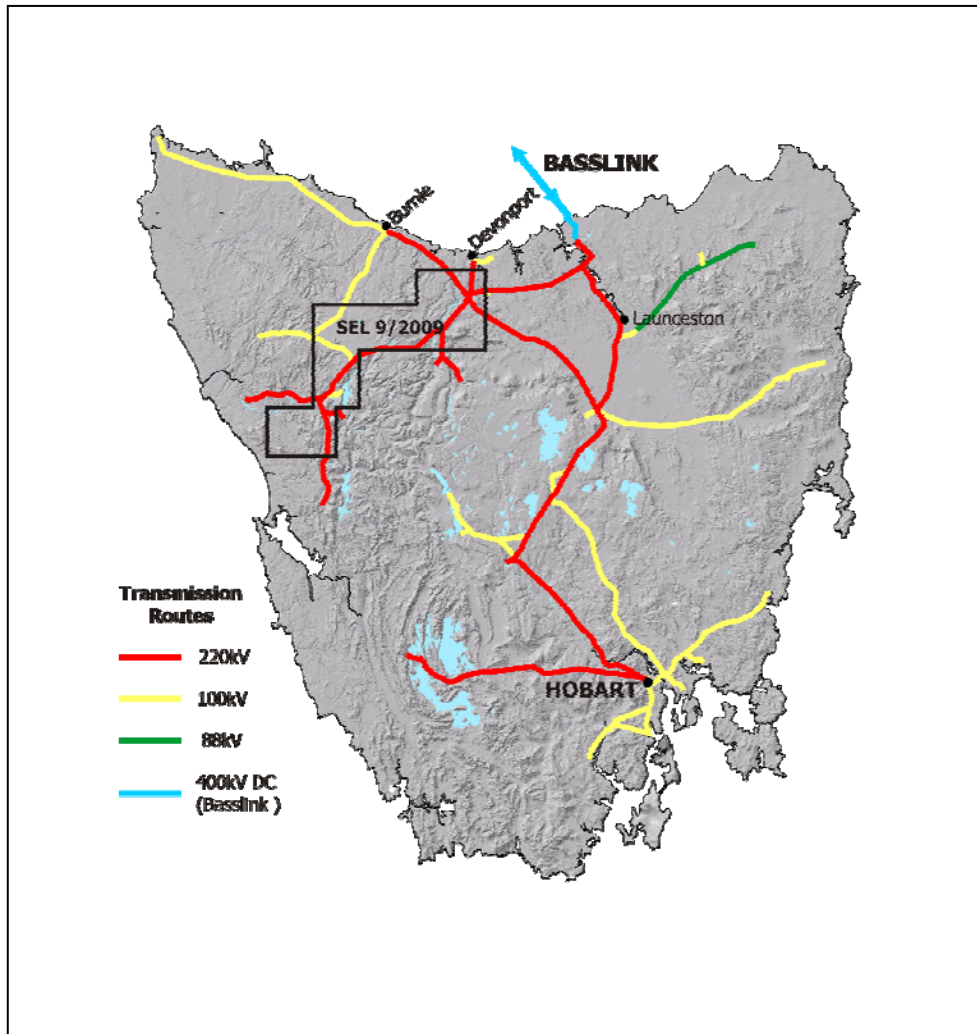 BASSLINK
Burnie
Devonport
SEL 9/2009
Launceston
Transmission
Routes
220kV
100kV
88kV
400kV DC
(Basslink )
HOBART